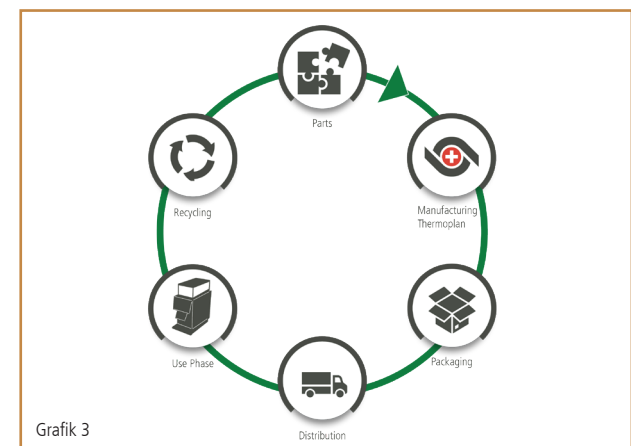 Parts
Manufacturing
Thermoplan
Packaging
Distribution
Use Phase
Recycling
Grafik 3